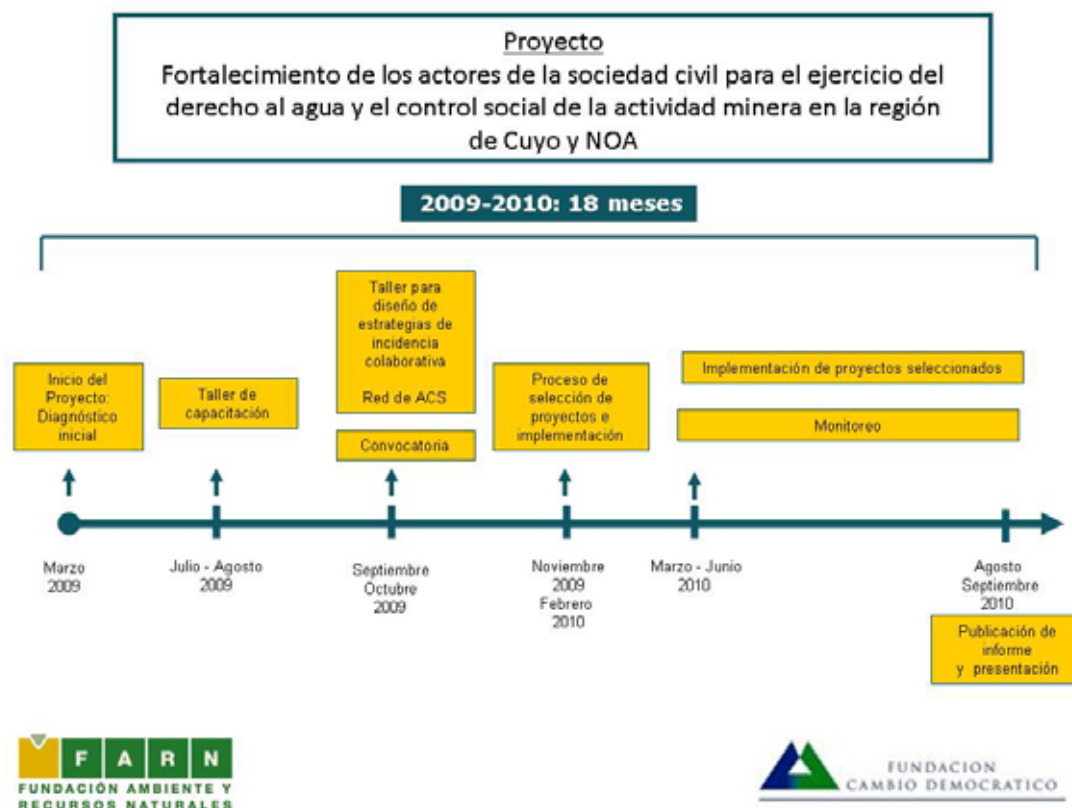 Proyecto
Fortalecimiento de los actores de la sociedad civil para el ejercicio del
derecho al agua y el control social de la actividad minera en la región
de Cuyo y NOA
2009-2010: 18 meses
Inicio del
Proyecto:
Diagnóstico
inicial
Taller de
capacitación
Taller para
diseño de
estrategias de
incidencia
colaborativa
Red de ACS
Convocatoria
Proceso de
selección de
proyectos e
implementación
Implementación de proyectos seleccionados
Monitoreo
Marzo
2009
Julio - Agosto
2009
Septiembre
Octubre
2009
Noviembre
2009
Febrero
2010
Marzo - Junio
2010
Agosto
Septiembre
2010
Publicación de
informe
y presentación
FARN
FUNDACIÓN AMBIENTE Y
RECURSOS NATURALES
FUNDACION
CAMBIO DEMOCRATICO